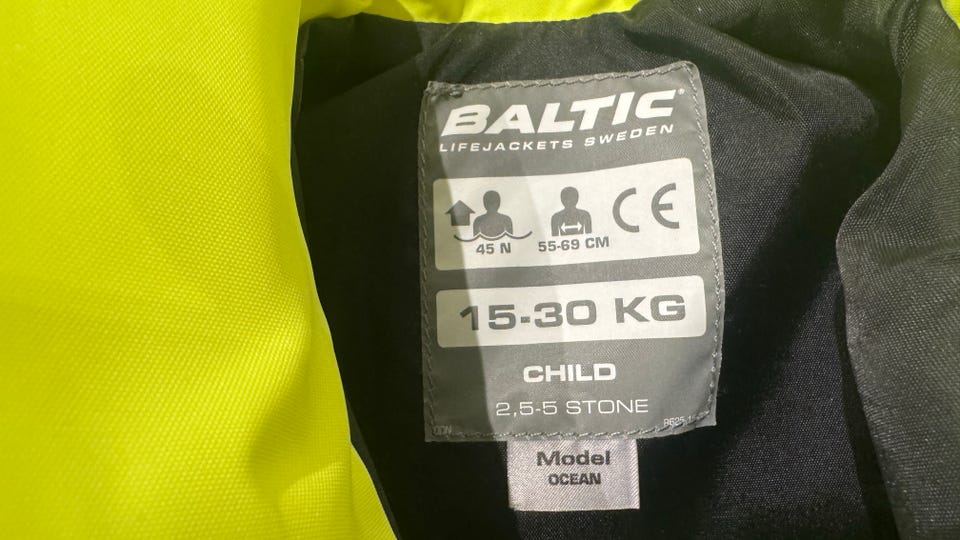 BALTIC®
LIFEJACKETS SWEDEN
45 N 55-69 CM CE
15-30 KG
CHILD
2,5-5 STONE
Model
OCEAN